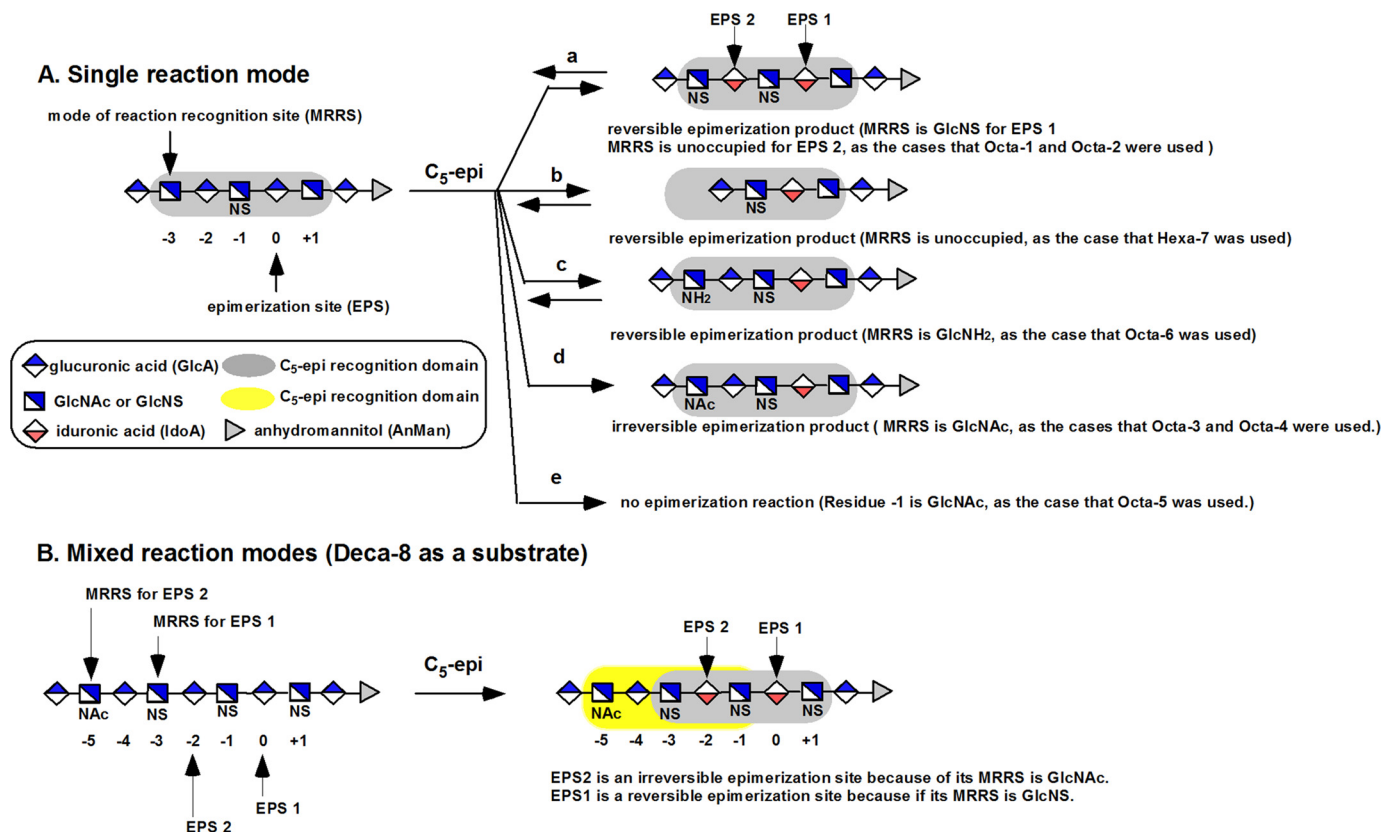 A. Single reaction mode
mode of reaction recognition site (MRRS)
NS
-3 -2 -1 0 +1
epimerization site (EPS)
C5-epi
glucuronic acid (GlcA)
C5-epi recognition domain
GlcNAc or GlcNS
C5-epi recognition domain
iduronic acid (IdoA)
anhydromannitol (AnMan)
a
EPS 2 EPS 1
NS NS
reversible epimerization product (MRRS is GlcNS for EPS 1
MRRS is unoccupied for EPS 2, as the cases that Octa-1 and Octa-2 were used )
b
NS
reversible epimerization product (MRRS is unoccupied, as the case that Hexa-7 was used)
c
NH2 NS
reversible epimerization product (MRRS is GlcNH2, as the case that Octa-6 was used)
d
NAc NS
irreversible epimerization product ( MRRS is GlcNAc, as the cases that Octa-3 and Octa-4 were used.)
e
no epimerization reaction (Residue -1 is GlcNAc, as the case that Octa-5 was used.)
B. Mixed reaction modes (Deca-8 as a substrate)
MRRS for EPS 2
MRRS for EPS 1
NAc NS NS NS
-5 -4 -3 -2 -1 0 +1
EPS 1
EPS 2
C5-epi
EPS 2 EPS 1
NAc NS NS NS
-5 -4 -3 -2 -1 0 +1
EPS2 is an irreversible epimerization site because of its MRRS is GlcNAc.
EPS1 is a reversible epimerization site because if its MRRS is GlcNS.